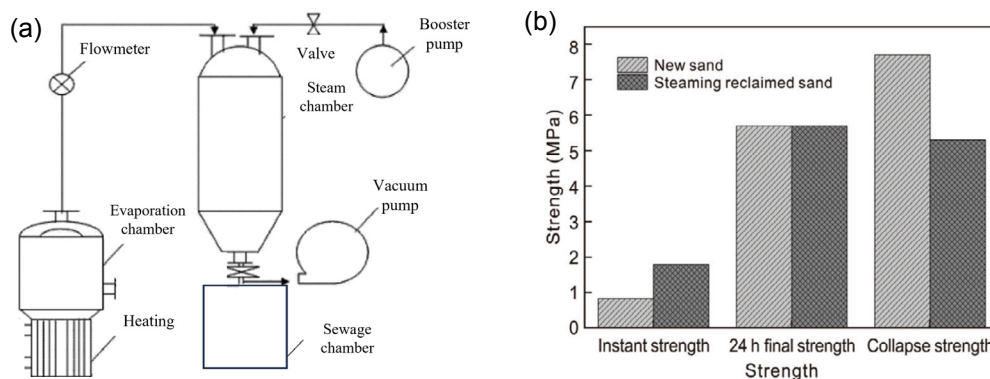 (a)
Flowmeter
Valve
Booster
pump
Steam
chamber
Vacuum
pump
Evaporation
chamber
Heating
Sewage
chamber
(b)
New sand
Steaming reclaimed sand
Strength (MPa)
8
7
6
5
4
3
2
1
0
Instant strength 24 h final strength Collapse strength
Strength